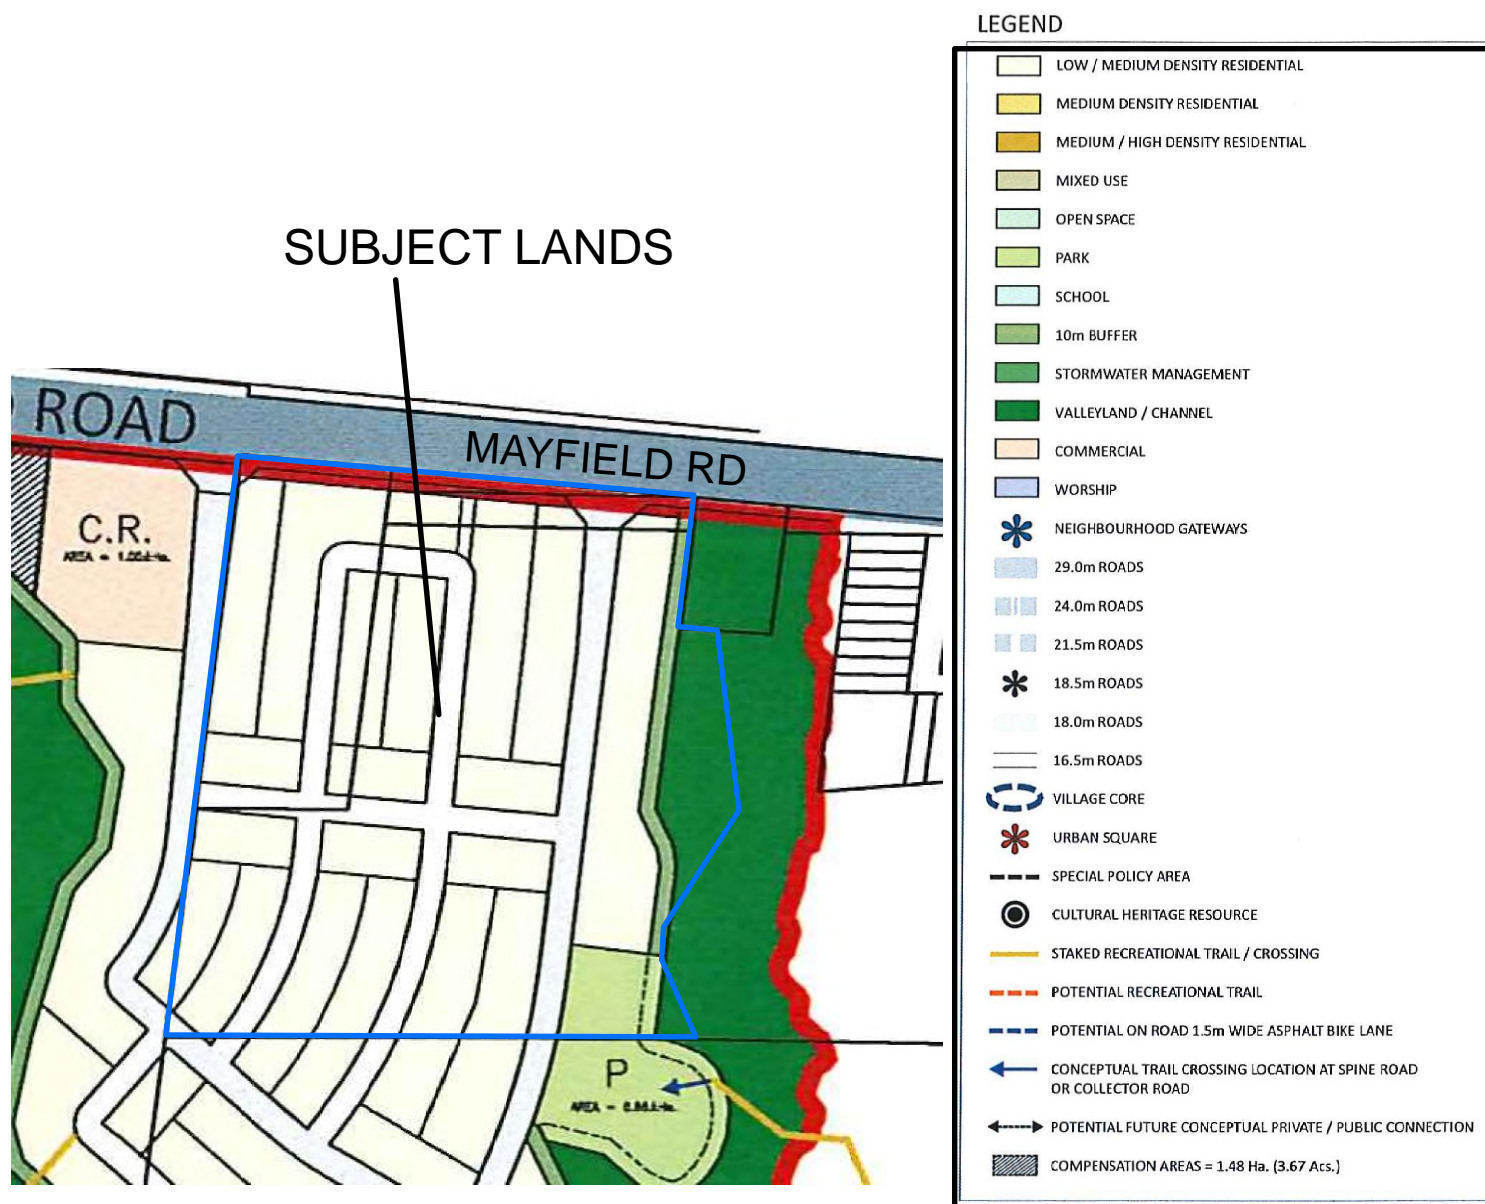 LEGEND
LOW / MEDIUM DENSITY RESIDENTIAL
MEDIUM DENSITY RESIDENTIAL
MEDIUM / HIGH DENSITY RESIDENTIAL
MIXED USE
OPEN SPACE
PARK
SCHOOL
10m BUFFER
STORMWATER MANAGEMENT
VALLEYLAND / CHANNEL
COMMERCIAL
WORSHIP
NEIGHBOURHOOD GATEWAYS
29.0m ROADS
24.0m ROADS
21.5m ROADS
18.5m ROADS
18.0m ROADS
16.5m ROADS
VILLAGE CORE
URBAN SQUARE
SPECIAL POLICY AREA
CULTURAL HERITAGE RESOURCE
STAKED RECREATIONAL TRAIL / CROSSING
POTENTIAL RECREATIONAL TRAIL
POTENTIAL ON ROAD 1.5m WIDE ASPHALT BIKE LANE
CONCEPTUAL TRAIL CROSSING LOCATION AT SPINE ROAD
OR COLLECTOR ROAD
POTENTIAL FUTURE CONCEPTUAL PRIVATE / PUBLIC CONNECTION
COMPENSATION AREAS = 1.48 Ha. (3.67 Acs.)
SUBJECT LANDS
ROAD
MAYFIELD RD
C.R.
AREA =
P
AREA =